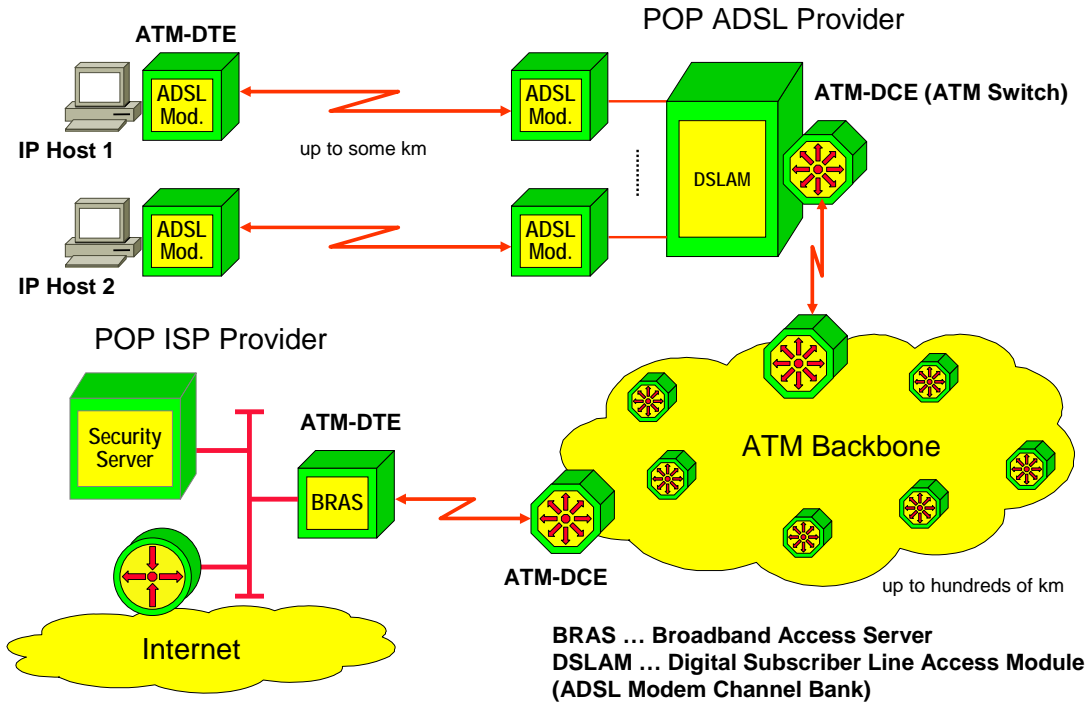 POP ADSL Provider
ATM-DTE
ADSL
Mod.
ADSL
Mod.
ATM-DCE (ATM Switch)
IP Host 1
up to some km
DSLAM
ADSL
Mod.
ADSL
Mod.
IP Host 2
POP ISP Provider
ATM-DTE
Security
Server
BRAS
ATM Backbone
ATM-DCE
up to hundreds of km
Internet
BRAS … Broadband Access Server
DSLAM … Digital Subscriber Line Access Module
(ADSL Modem Channel Bank)